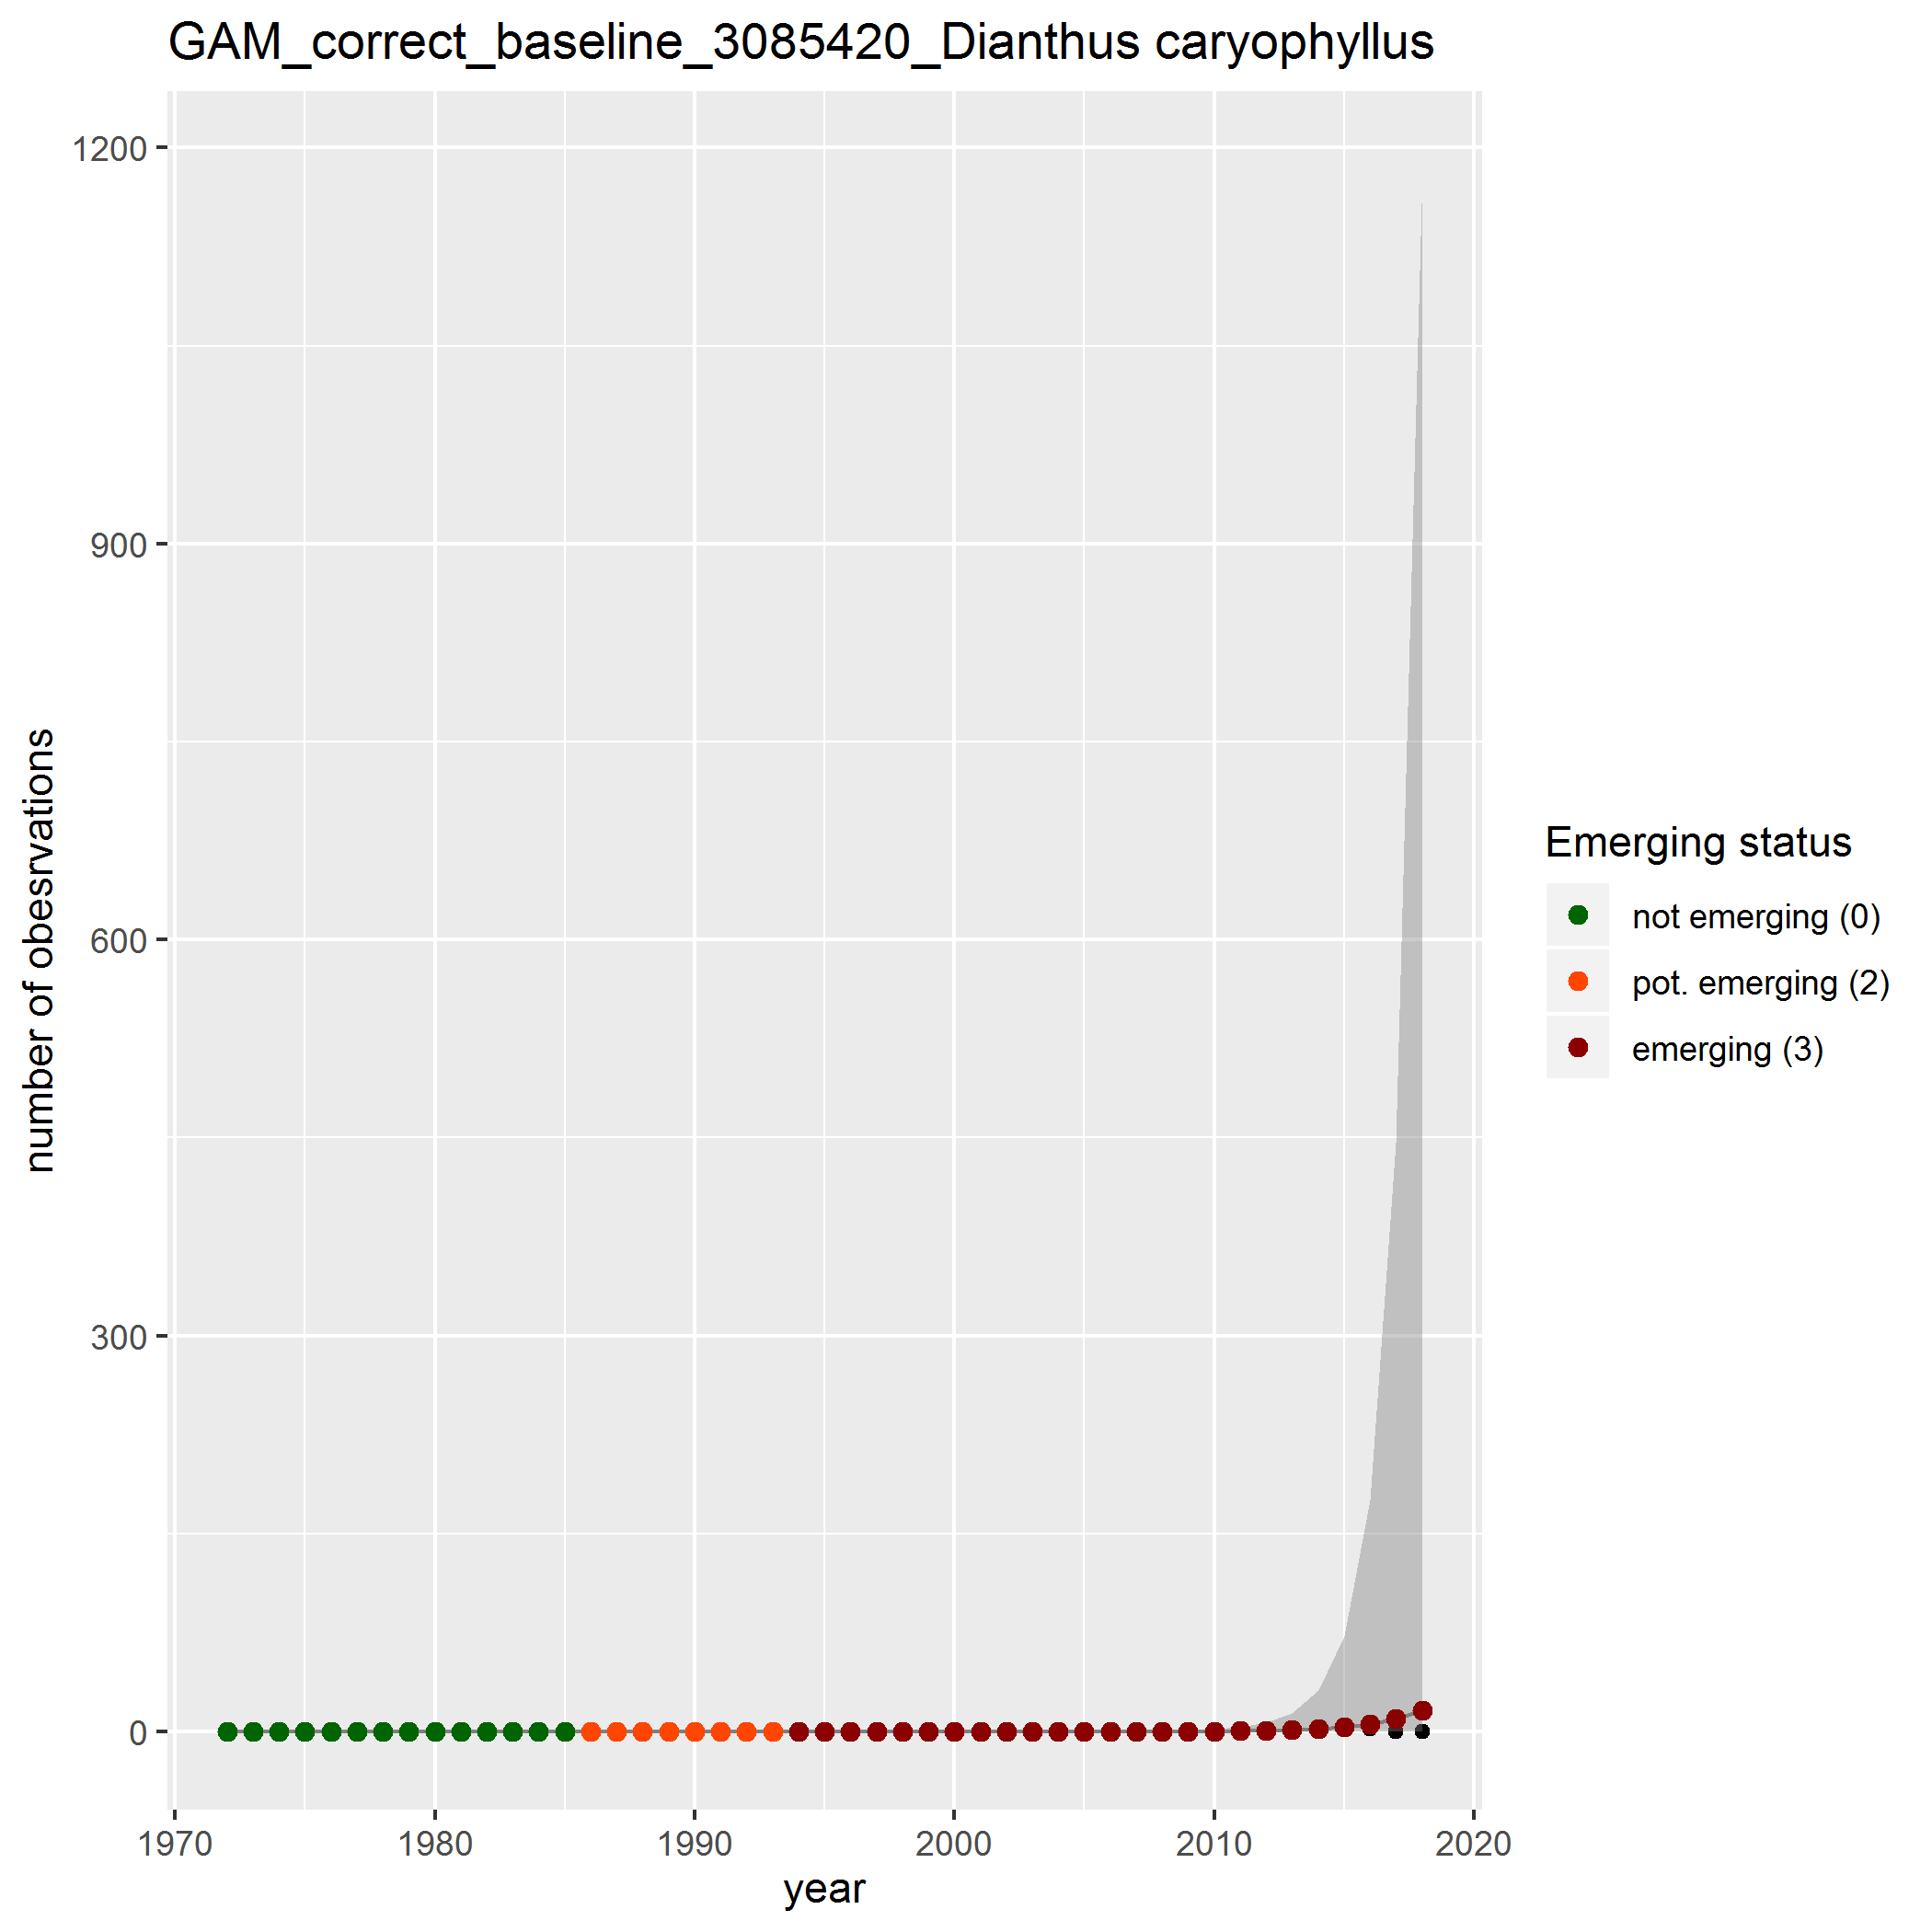 GAM_correct_baseline_3085420_Dianthus caryophyllus
1200
900
600
300
0
number of obesrvations
1970 1980 1990 2000 2010 2020
year
Emerging status
not emerging (0)
pot. emerging (2)
emerging (3)